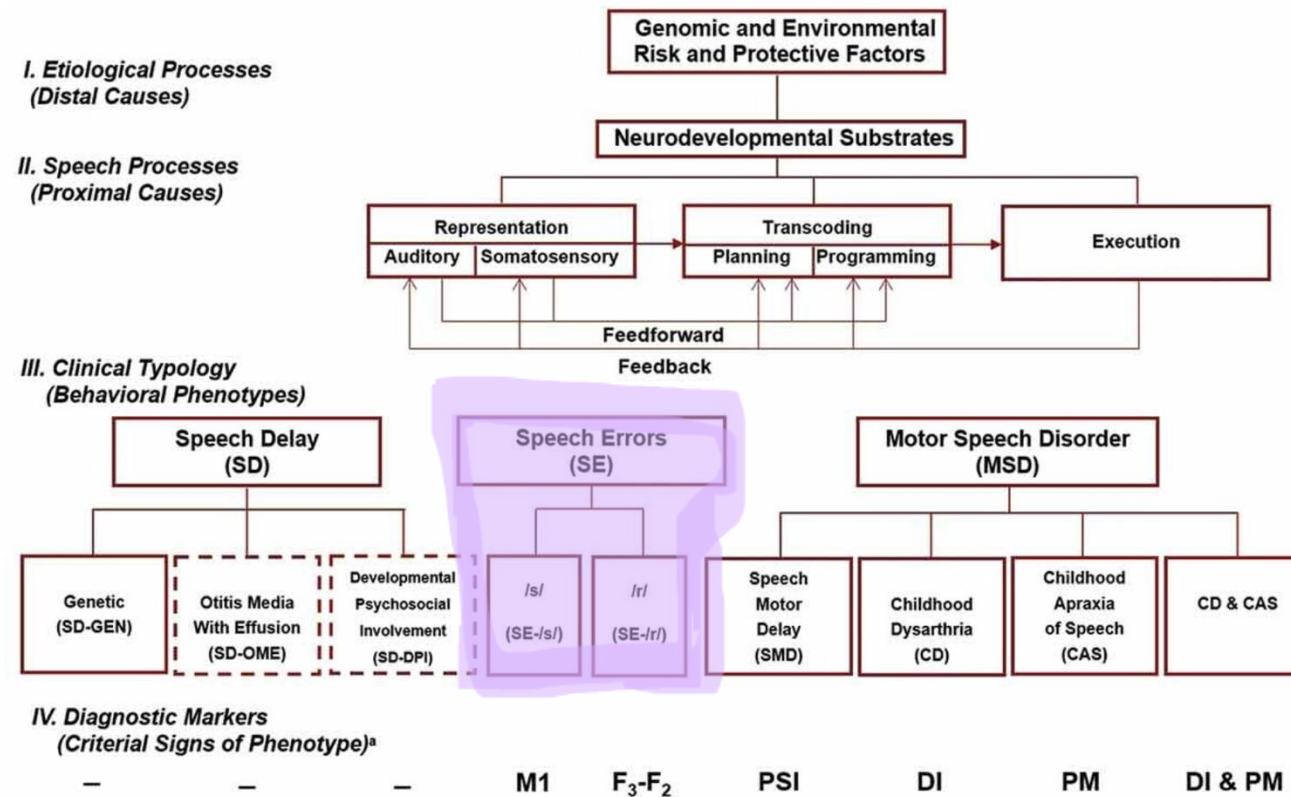 Genomic and Environmental
Risk and Protective Factors
I. Etiological Processes
(Distal Causes)
Neurodevelopmental Substrates
II. Speech Processes
(Proximal Causes)
Representation
Auditory Somatosensory
Transcoding
Planning Programming
Execution
Feedforward
Feedback
III. Clinical Typology
(Behavioral Phenotypes)
Speech Delay
(SD)
Speech Errors
(SE)
Motor Speech Disorder
(MSD)
Genetic
(SD-GEN)
Otitis Media
With Effusion
(SD-OME)
Developmental
Psychosocial
Involvement
(SD-DPI)
/s/
(SE-/s/)
/r/
(SE-/r/)
Speech
Motor
Delay
(SMD)
Childhood
Dysarthria
(CD)
Childhood
Apraxia
of Speech
(CAS)
CD & CAS
IV. Diagnostic Markers
(Criterial Signs of Phenotype)ᵃ
– – – M1 F₃-F₂ PSI DI PM DI & PM